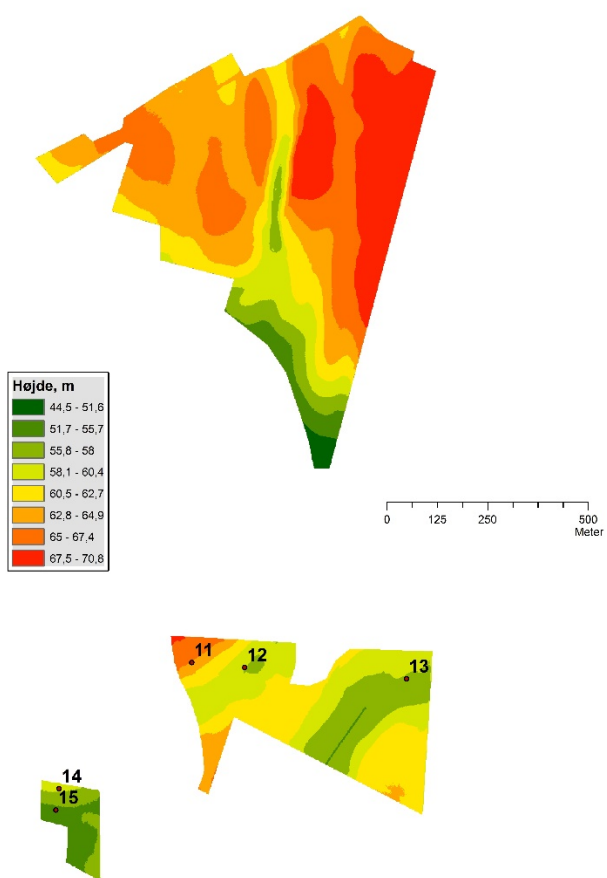 Højde, m
44,5 - 51,6
51,7 - 55,7
55,8 - 58
58,1 - 60,4
60,5 - 62,7
62,8 - 64,9
65 - 67,4
67,5 - 70,8
0 125 250 500
Meter
11
12
13
14
15